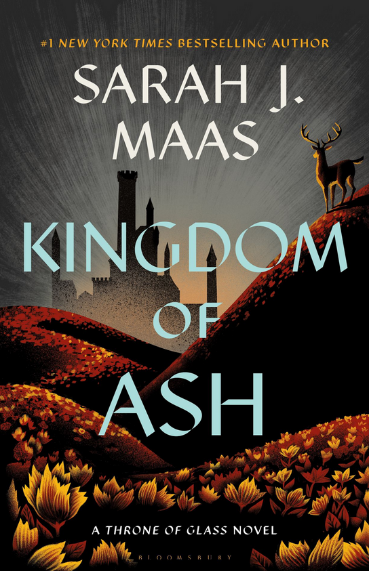 #1 NEW YORK TIMES BESTSELLING AUTHOR
SARAH J.
MAAS
KINGDOM
OF
ASH
A THRONE OF GLASS NOVEL
BLOOMSBURY